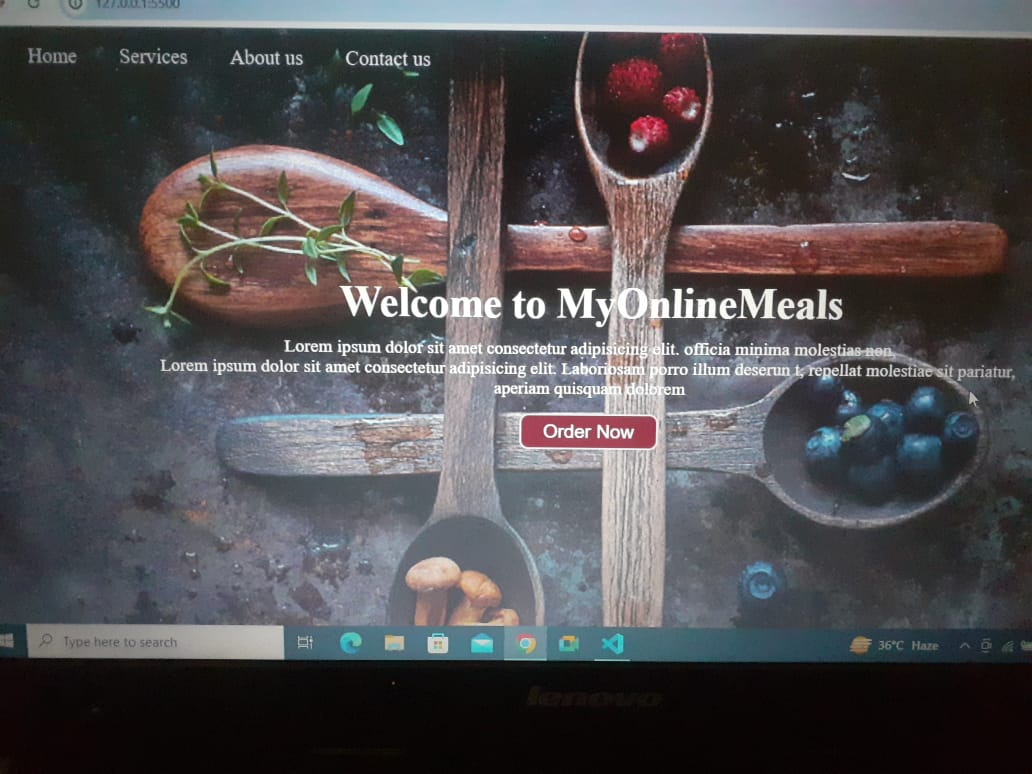 127.0.0.1:5500
Home Services About us Contact us
Welcome to MyOnlineMeals
Lorem ipsum dolor sit amet consectetur adipisicing elit. officia minima molestias non,
Lorem ipsum dolor sit amet consectetur adipisicing elit. Laboriosam porro illum deserun t, repellat molestiae sit pariatur,
aperiam quisquam dolorem
Order Now
Type here to search
36°C Haze
lenovo